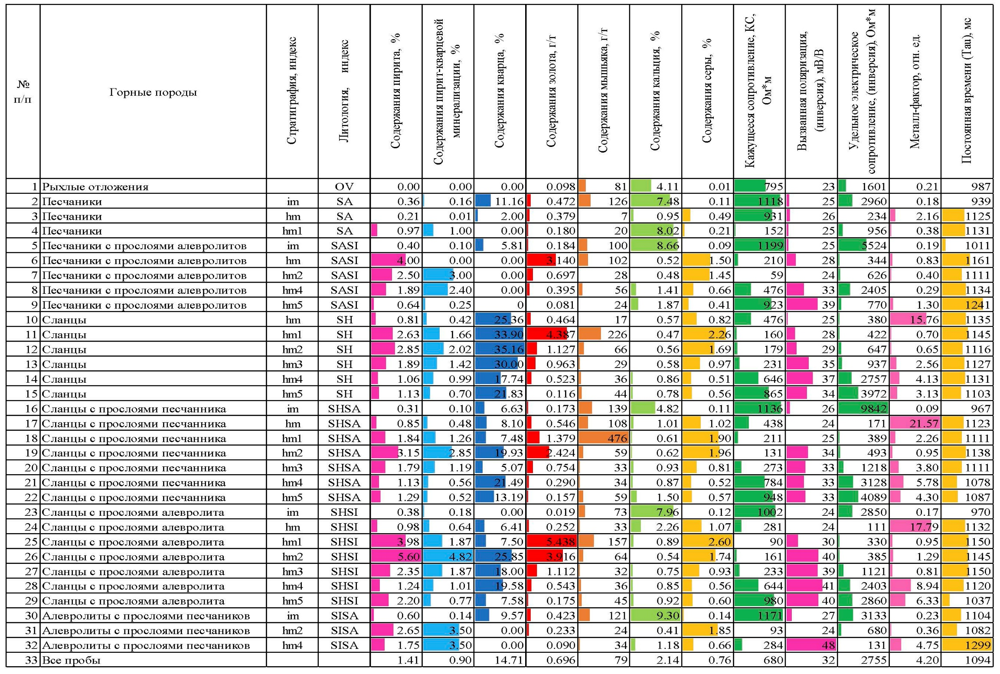 № п/п | Горные породы | Стратиграфия, индекс | Литология, индекс | Содержания пирита, % | Содержания пирит-кварцевой минерализации, % | Содержания кварца, % | Содержания золота, г/т | Содержания мышьяка, г/т | Содержания кальция, % | Содержания серы, % | Кажущееся сопротивление, КС, Ом*м | Вызванная поляризация, (инверсия), мВ/В | Удельное электрическое сопротивление, (инверсия), Ом*м | Металл-фактор, отн. ед. | Постоянная времени (Tau), мс
1 Рыхлые отложения OV 0.00 0.00 0.00 0.098 81 4.11 0.01 795 23 1601 0.21 987
2 Песчаники im SA 0.36 0.16 11.16 0.472 126 7.48 0.11 1118 25 2960 0.18 939
3 Песчаники hm SA 0.21 0.01 2.00 0.379 7 0.95 0.49 931 26 234 2.16 1125
4 Песчаники hm1 SA 0.97 1.00 0.00 0.180 20 8.02 0.21 152 25 956 0.38 1131
5 Песчаники с прослоями алевролитов im SASI 0.40 0.10 5.81 0.184 100 8.66 0.09 1199 25 5524 0.19 1011
6 Песчаники с прослоями алевролитов hm SASI 4.00 0.00 0.00 3.140 102 0.52 1.50 210 28 344 0.83 1161
7 Песчаники с прослоями алевролитов hm2 SASI 2.50 3.00 0.00 0.697 28 0.48 1.45 59 24 626 0.40 1111
8 Песчаники с прослоями алевролитов hm4 SASI 1.89 2.40 0.00 0.395 56 1.41 0.66 476 33 2405 0.29 1134
9 Песчаники с прослоями алевролитов hm5 SASI 0.64 0.25 0 0.081 24 1.87 0.41 923 39 770 1.30 1241
10 Сланцы hm SH 0.81 0.42 25.36 0.464 17 0.57 0.82 476 25 380 15.76 1135
11 Сланцы hm1 SH 2.63 1.66 33.90 4.387 226 0.47 2.26 160 28 422 0.70 1145
12 Сланцы hm2 SH 2.85 2.02 35.16 1.127 66 0.56 1.69 179 29 647 0.65 1116
13 Сланцы hm3 SH 1.89 1.42 30.00 0.963 29 0.58 0.97 231 35 937 2.56 1127
14 Сланцы hm4 SH 1.06 0.99 17.74 0.523 36 0.86 0.51 646 37 2757 4.13 1131
15 Сланцы hm5 SH 1.13 0.70 21.83 0.116 44 0.78 0.56 865 34 3972 3.13 1103
16 Сланцы с прослоями песчанника im SHSA 0.31 0.10 6.63 0.173 139 4.82 0.11 1136 26 9842 0.09 967
17 Сланцы с прослоями песчанника hm SHSA 0.85 0.48 8.10 0.546 108 1.01 1.02 438 24 171 21.57 1123
18 Сланцы с прослоями песчанника hm1 SHSA 1.84 1.26 7.48 1.379 476 0.61 1.90 211 25 389 2.26 1111
19 Сланцы с прослоями песчанника hm2 SHSA 3.15 2.85 19.93 2.424 59 0.62 1.96 131 34 493 0.95 1138
20 Сланцы с прослоями песчанника hm3 SHSA 1.79 1.19 5.07 0.754 33 0.93 0.81 273 33 1218 3.80 1111
21 Сланцы с прослоями песчанника hm4 SHSA 1.13 0.56 21.49 0.290 34 0.87 0.52 784 33 3128 5.78 1078
22 Сланцы с прослоями песчанника hm5 SHSA 1.29 0.52 13.19 0.157 59 1.50 0.57 948 33 4089 4.30 1087
23 Сланцы с прослоями алевролита im SHSI 0.38 0.18 0.00 0.019 73 7.96 0.12 1002 24 2850 0.17 970
24 Сланцы с прослоями алевролита hm SHSI 0.98 0.64 6.41 0.252 33 2.26 1.07 281 24 111 17.79 1132
25 Сланцы с прослоями алевролита hm1 SHSI 3.98 1.87 7.50 5.438 157 0.89 2.60 90 30 330 0.95 1150
26 Сланцы с прослоями алевролита hm2 SHSI 5.60 4.82 25.85 3.916 64 0.54 1.74 161 40 385 1.29 1145
27 Сланцы с прослоями алевролита hm3 SHSI 2.35 1.87 18.00 1.112 32 0.75 0.93 233 39 1121 0.81 1150
28 Сланцы с прослоями алевролита hm4 SHSI 1.24 1.01 19.58 0.543 36 0.85 0.56 644 41 2403 8.94 1120
29 Сланцы с прослоями алевролита hm5 SHSI 2.20 0.77 7.58 0.175 45 0.92 0.60 980 40 2860 6.33 1037
30 Алевролиты с прослоями песчаников im SISA 0.60 0.14 9.57 0.423 121 9.30 0.14 1171 27 3133 0.23 1104
31 Алевролиты с прослоями песчаников hm2 SISA 2.65 3.50 0.00 0.233 24 0.41 1.85 93 24 680 0.36 1082
32 Алевролиты с прослоями песчаников hm4 SISA 1.75 3.50 0.00 0.090 34 1.18 0.66 284 48 131 4.75 1299
33 Все пробы 1.41 0.90 14.71 0.696 79 2.14 0.76 680 32 2755 4.20 1094